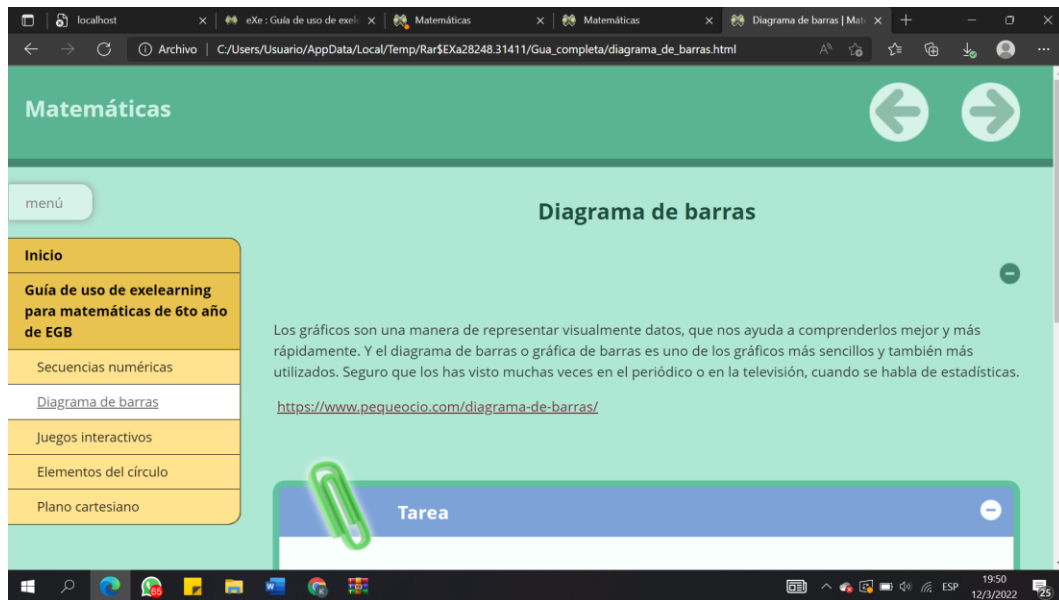 localhost
eXe : Guía de uso de exele
Matemáticas
Matemáticas
Diagrama de barras | Mate
Archivo | C:/Users/Usuario/AppData/Local/Temp/Rar$EXa28248.31411/Gua_completa/diagrama_de_barras.html
Matemáticas
menú
Diagrama de barras
Inicio
Guía de uso de exelearning
para matemáticas de 6to año
de EGB
Secuencias numéricas
Diagrama de barras
Juegos interactivos
Elementos del círculo
Plano cartesiano
Los gráficos son una manera de representar visualmente datos, que nos ayuda a comprenderlos mejor y más
rápidamente. Y el diagrama de barras o gráfica de barras es uno de los gráficos más sencillos y también más
utilizados. Seguro que los has visto muchas veces en el periódico o en la televisión, cuando se habla de estadísticas.
https://www.pequeocio.com/diagrama-de-barras/
Tarea
65
ESP
19:50
12/3/2022
25